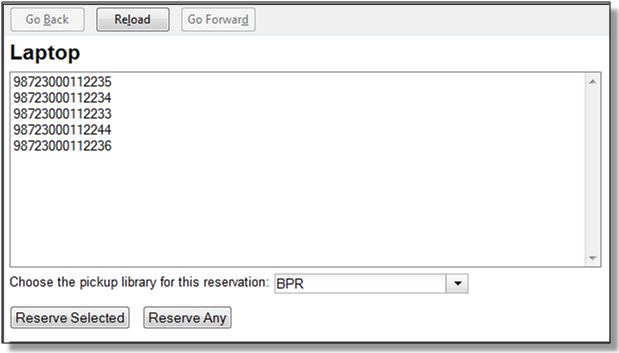 Go Back Reload Go Forward
Laptop
98723000112235
98723000112234
98723000112233
98723000112244
98723000112236
Choose the pickup library for this reservation: BPR
Reserve Selected Reserve Any